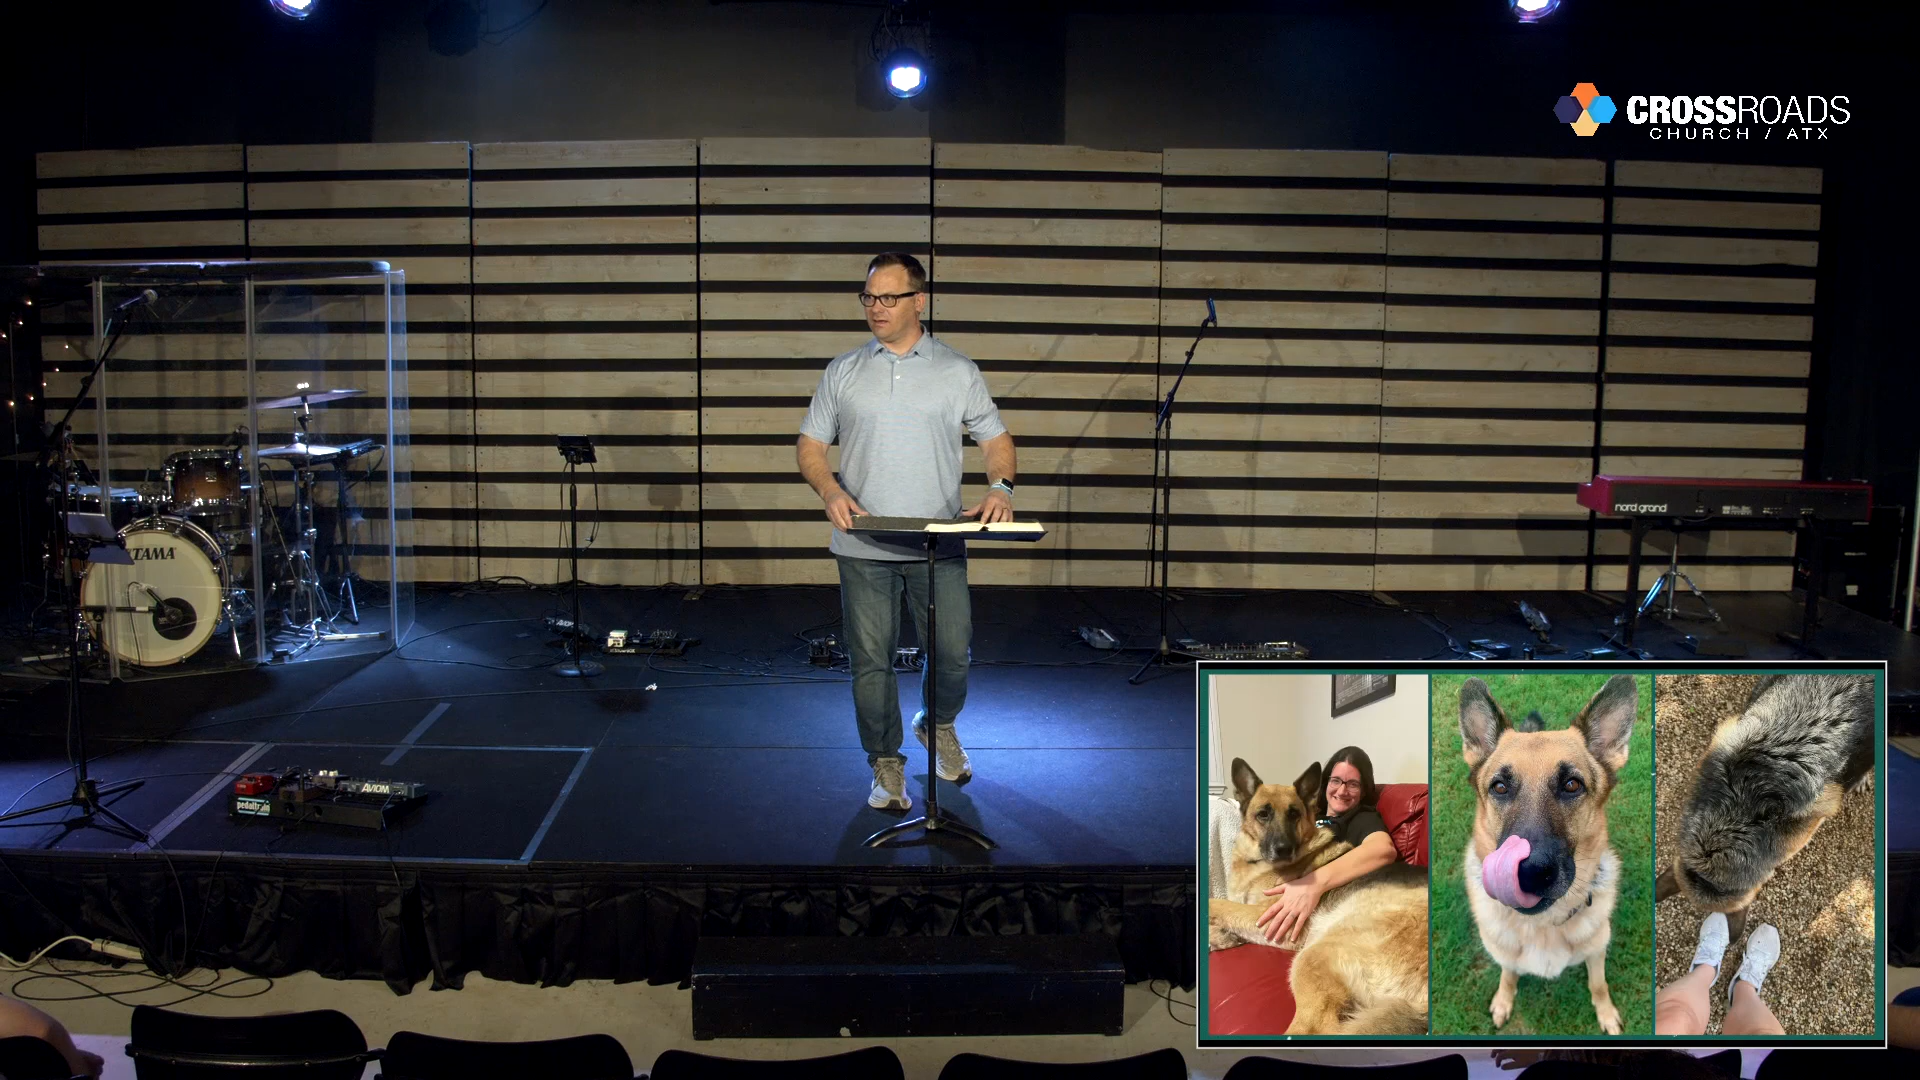 CROSSROADS
CHURCH / ATX
nord grand
TAMA
AVIOM
pedaltrain